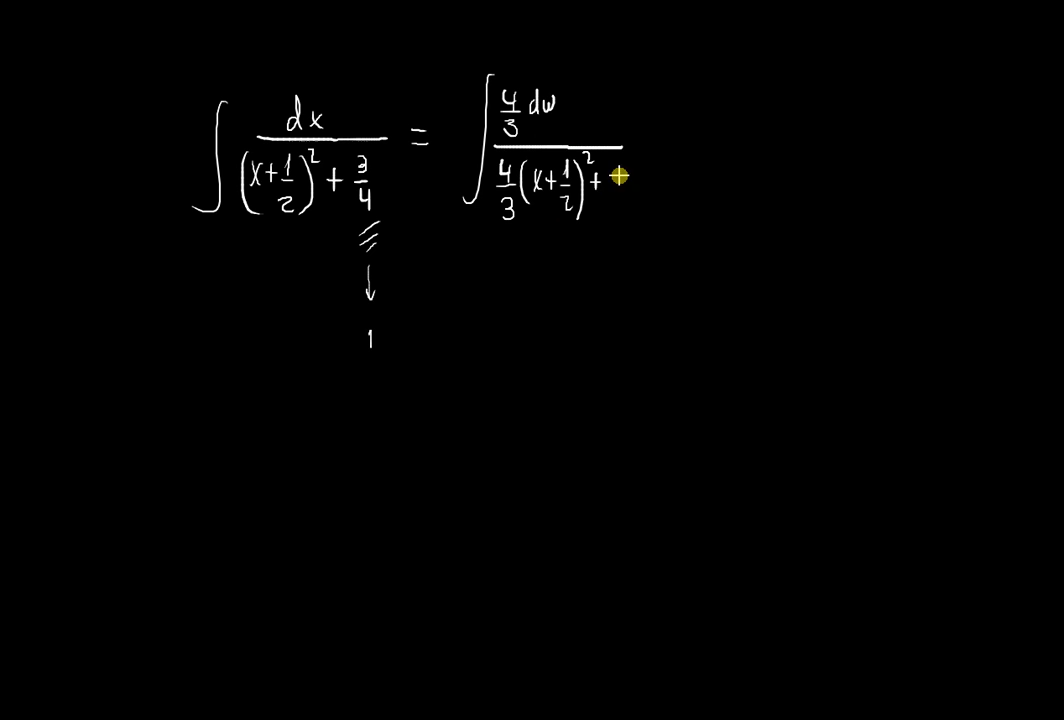 ∫ dx / ((x + 1/2)² + 3/4) = ∫ (4/3 dw) / (4/3 (x + 1/2)² +
↓
1